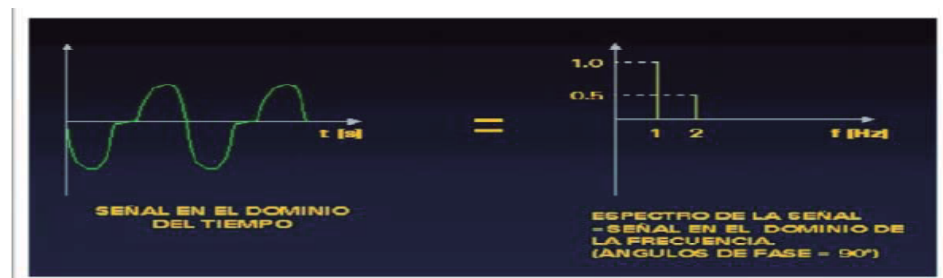 1.0
0.5
t [s]
=
1 2 f [Hz]
SEÑAL EN EL DOMINIO
DEL TIEMPO
ESPECTRO DE LA SEÑAL
=SEÑAL EN EL DOMINIO DE
LA FRECUENCIA.
(ÁNGULOS DE FASE = 90°)